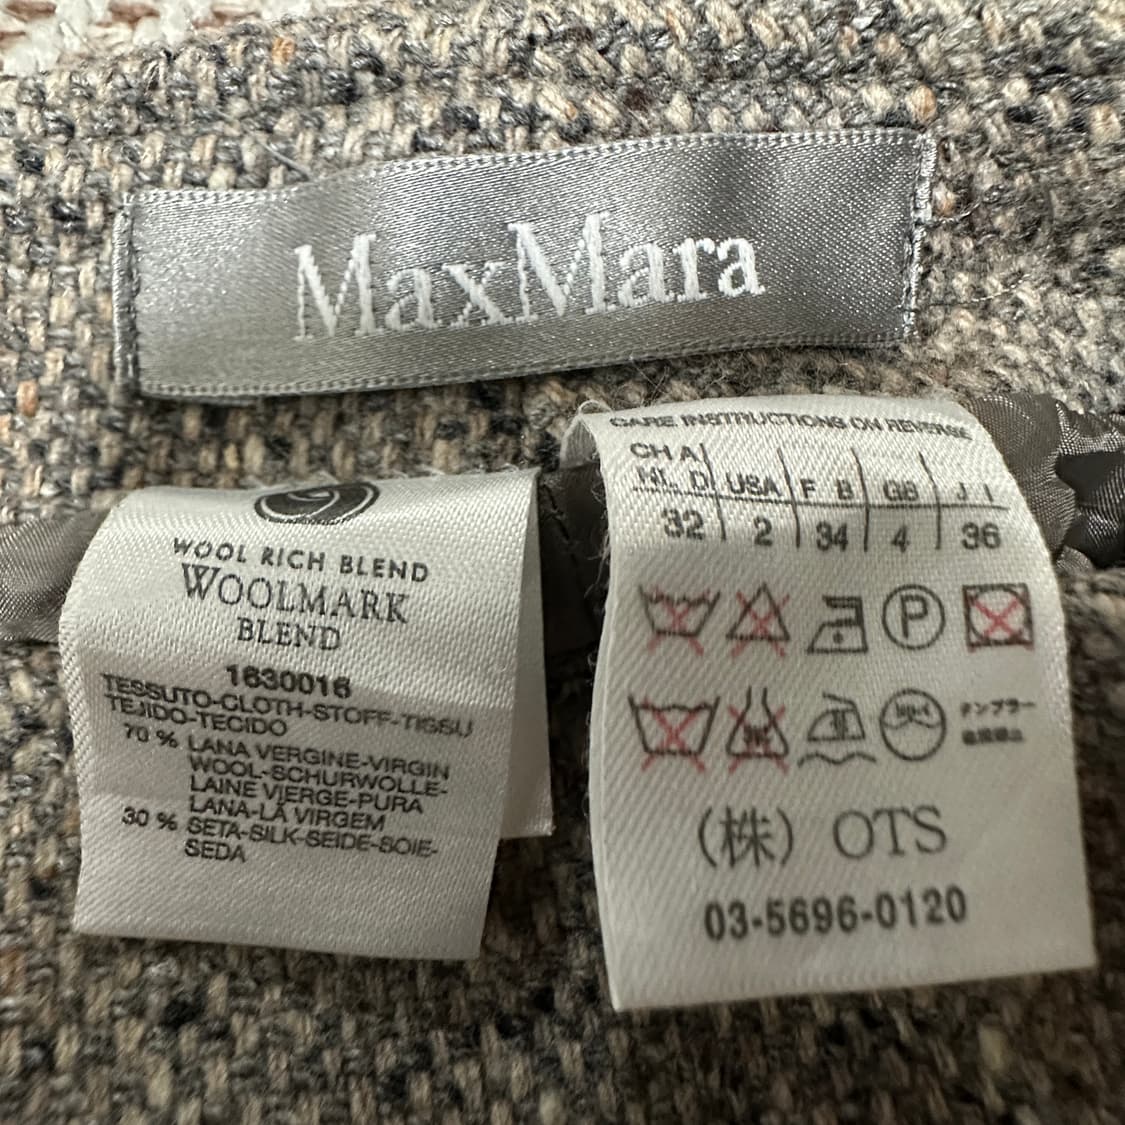 MaxMara
WOOL RICH BLEND
WOOLMARK
BLEND
1630016
TESSUTO-CLOTH-STOFF-TISSU
TEJIDO-TECIDO
70 % LANA VERGINE-VIRGIN
WOOL-SCHURWOLLE-
LAINE VIERGE-PURA
LANA-LÃ VIRGEM
30 % SETA-SILK-SEIDE-SOIE-
SEDA
CARE INSTRUCTIONS ON REVERSE
CH A
NL D USA F B GB J I
32 2 34 4 36
P
タンブラー
(株) OTS
03-5696-0120